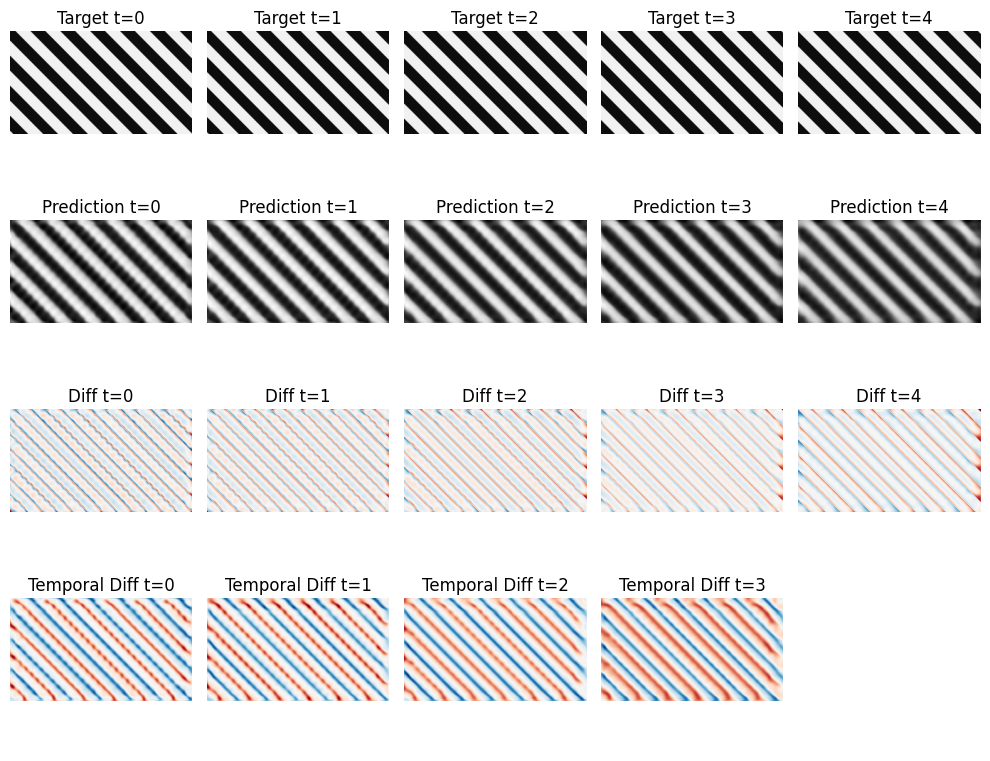 Target t=0
Target t=1
Target t=2
Target t=3
Target t=4
Prediction t=0
Prediction t=1
Prediction t=2
Prediction t=3
Prediction t=4
Diff t=0
Diff t=1
Diff t=2
Diff t=3
Diff t=4
Temporal Diff t=0
Temporal Diff t=1
Temporal Diff t=2
Temporal Diff t=3